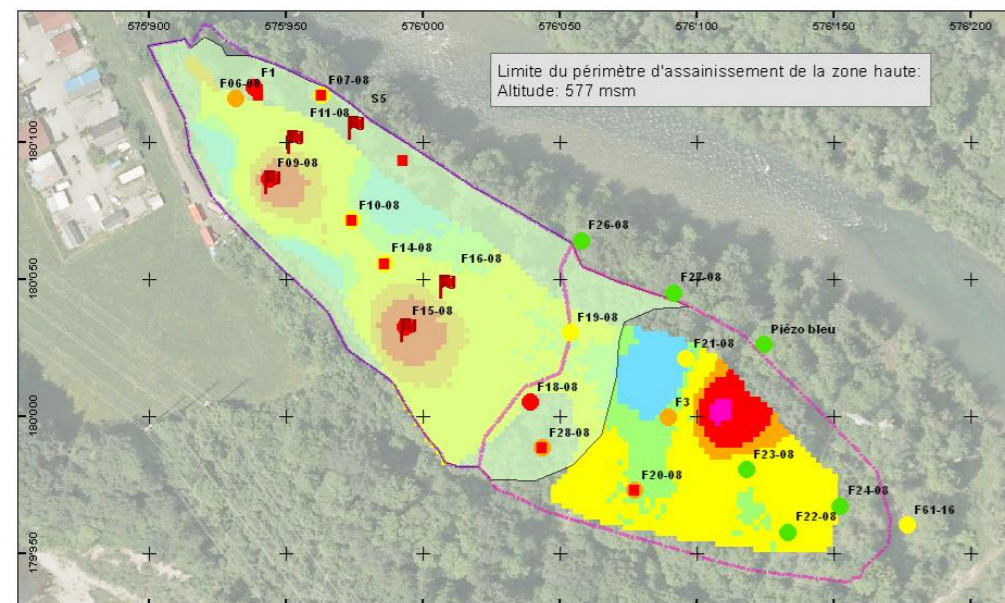 575'900
575'950
576'000
576'050
576'100
576'150
576'200
Limite du périmètre d'assainissement de la zone haute:
Altitude: 577 msm
F1
F06-08
F07-08
S5
F11-08
180'100
F09-08
F10-08
F26-08
F14-08
F16-08
180'050
F27-08
F15-08
F19-08
Piézo bleu
F21-08
F18-08
F3
180'000
F28-08
F23-08
F20-08
F24-08
F22-08
F61-16
179'950